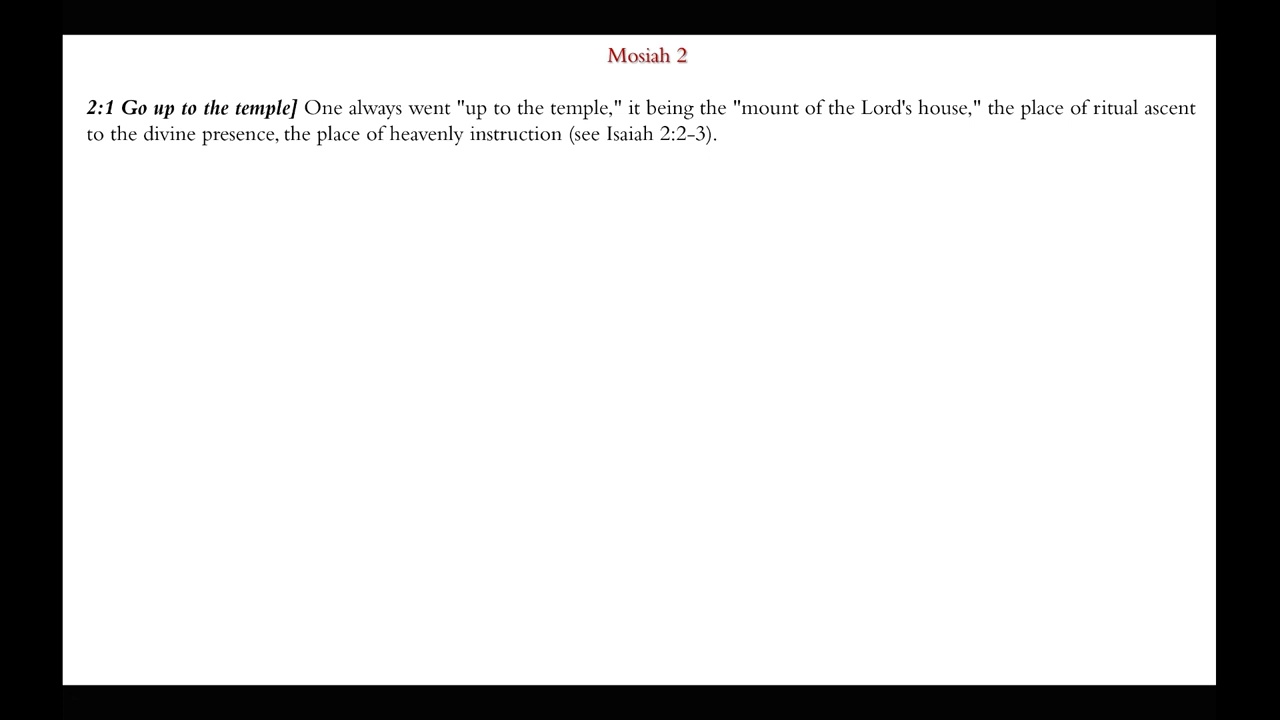 Mosiah 2
2:1 Go up to the temple] One always went "up to the temple," it being the "mount of the Lord's house," the place of ritual ascent
to the divine presence, the place of heavenly instruction (see Isaiah 2:2-3).